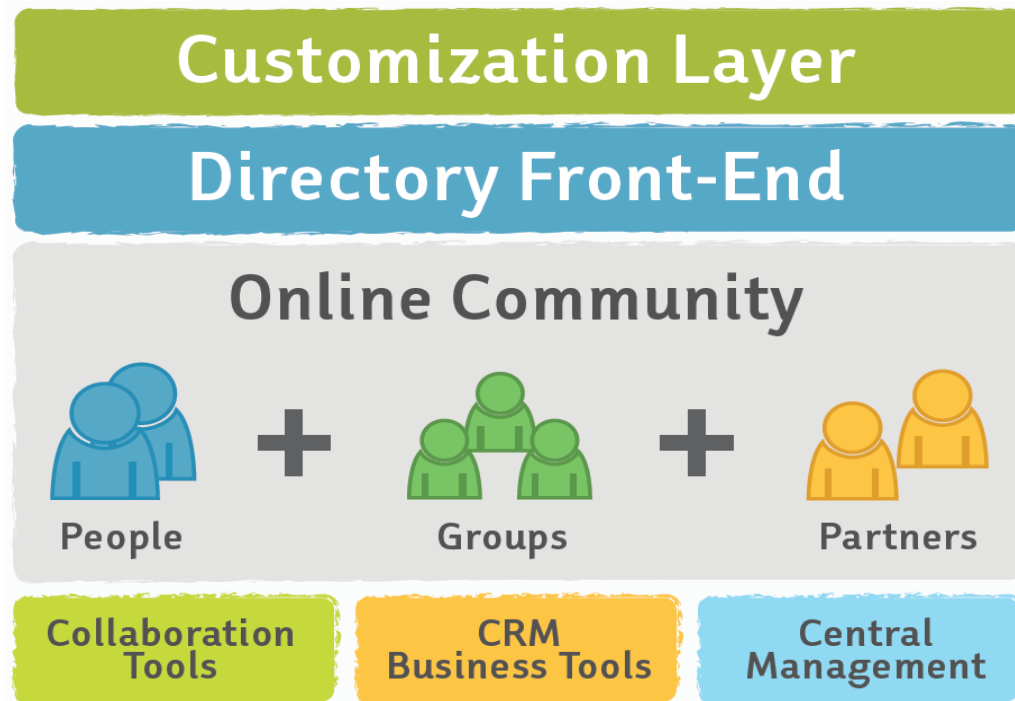 Customization Layer
Directory Front-End
Online Community
People
Groups
Partners
Collaboration
Tools
CRM
Business Tools
Central
Management